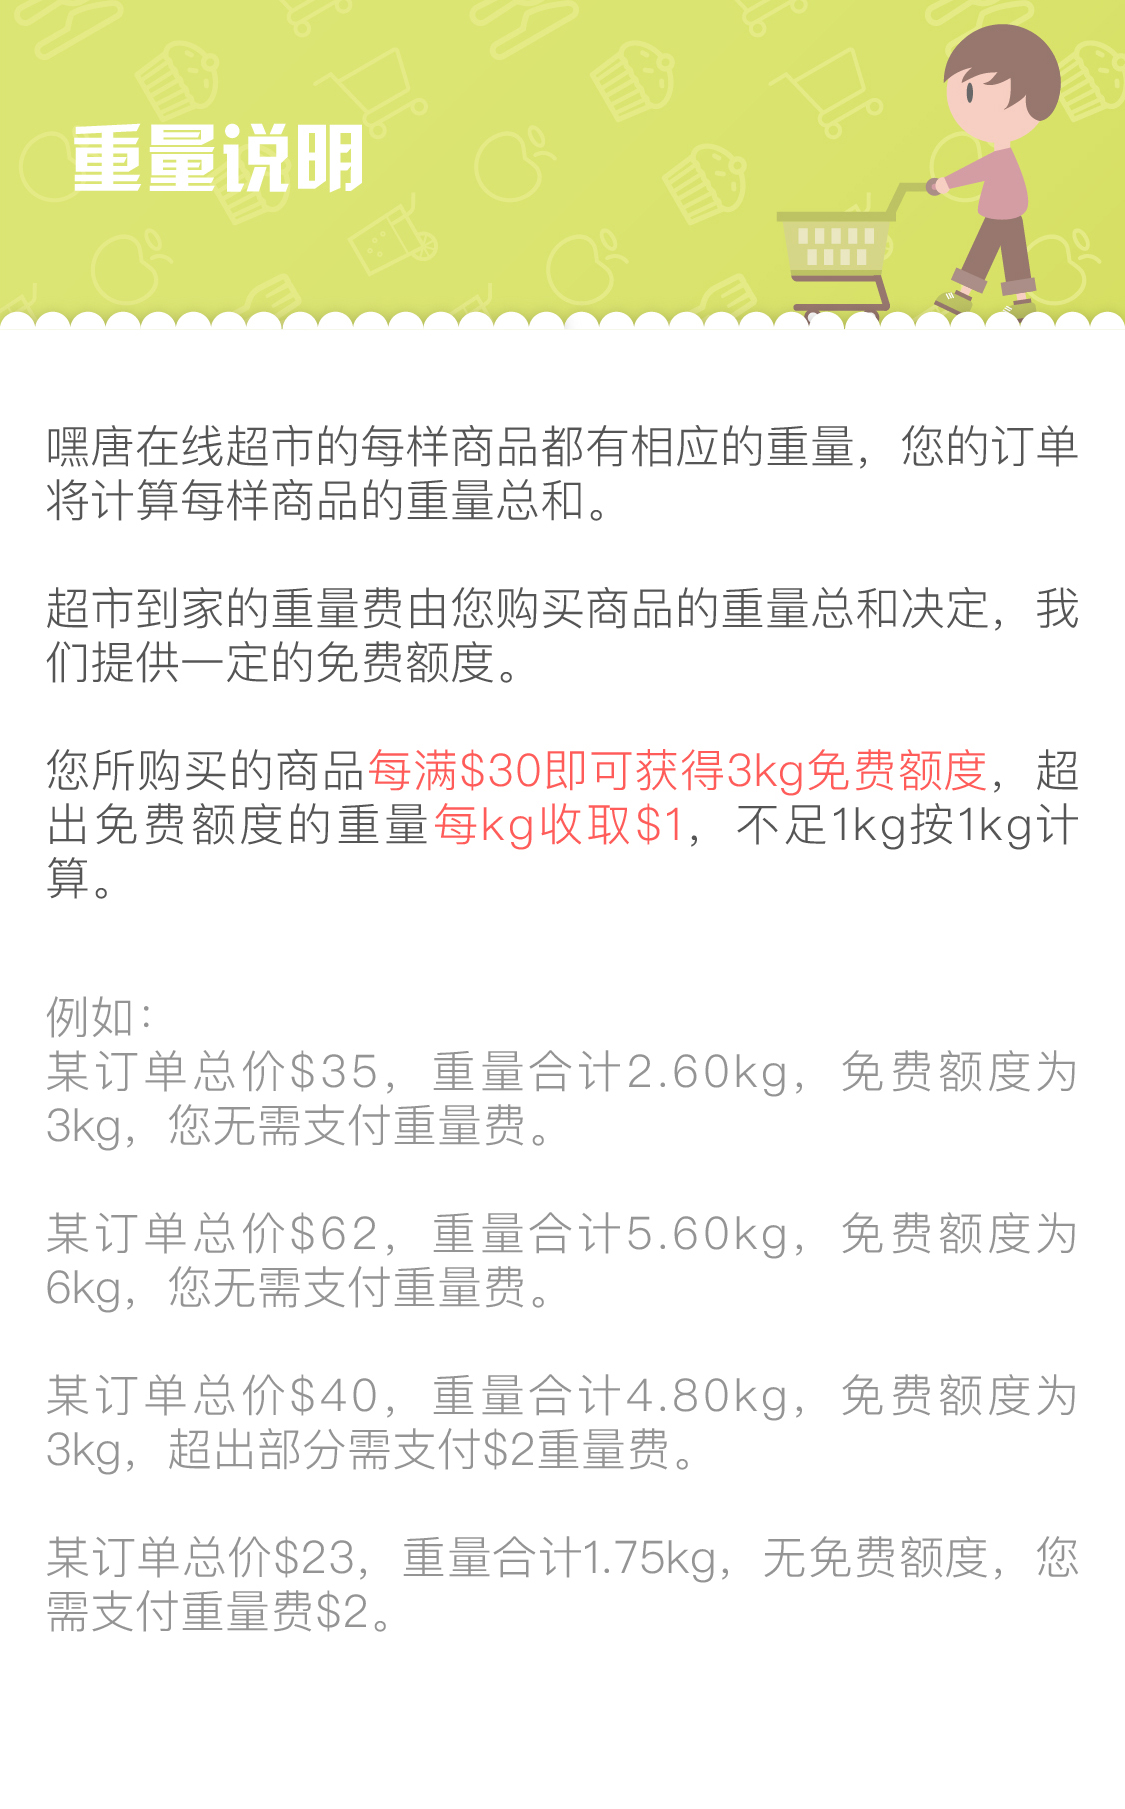 重量说明
嘿唐在线超市的每样商品都有相应的重量，您的订单
将计算每样商品的重量总和。
超市到家的重量费由您购买商品的重量总和决定，我
们提供一定的免费额度。
您所购买的商品每满$30即可获得3kg免费额度，超
出免费额度的重量每kg收取$1，不足1kg按1kg计
算。
例如：
某订单总价$35，重量合计2.60kg，免费额度为
3kg，您无需支付重量费。
某订单总价$62，重量合计5.60kg，免费额度为
6kg，您无需支付重量费。
某订单总价$40，重量合计4.80kg，免费额度为
3kg，超出部分需支付$2重量费。
某订单总价$23，重量合计1.75kg，无免费额度，您
需支付重量费$2。